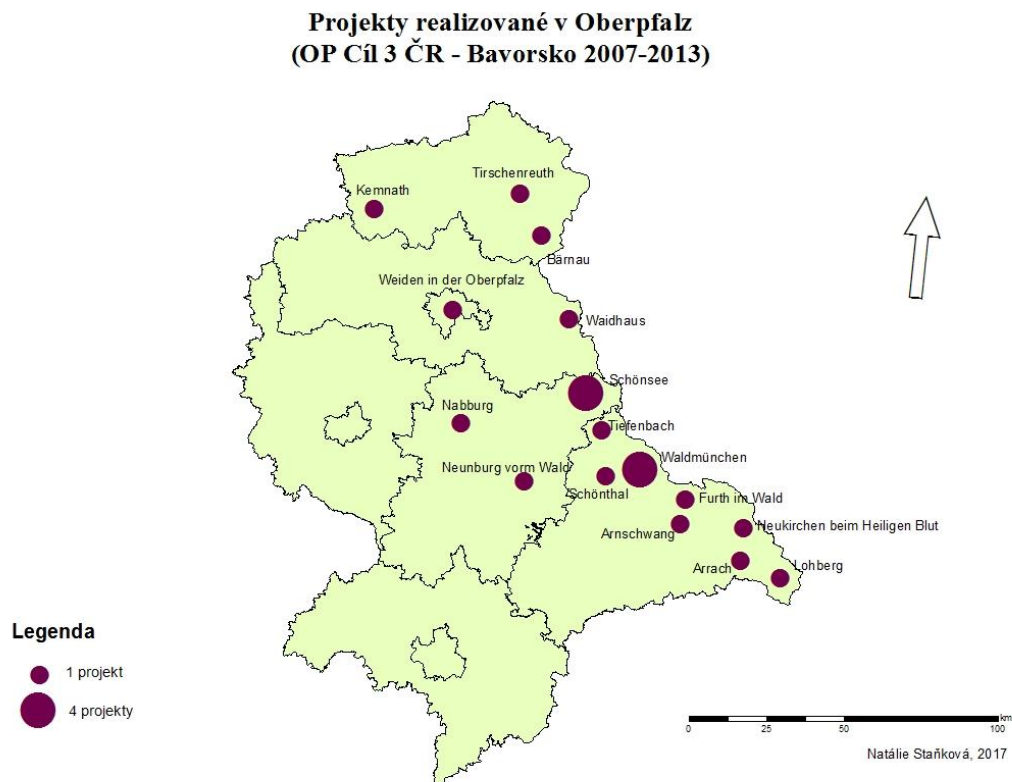 Projekty realizované v Oberpfalz
(OP Cíl 3 ČR - Bavorsko 2007-2013)
Tirschenreuth
Kemnath
Bärnau
Weiden in der Oberpfalz
Waidhaus
Schönsee
Nabburg
Tiefenbach
Waldmünchen
Neunburg vorm Wald
Schönthal
Furth im Wald
Neukirchen beim Heiligen Blut
Arnschwang
Arrach
Lohberg
Legenda
1 projekt
4 projekty
km
0 25 50 100
Natálie Staňková, 2017